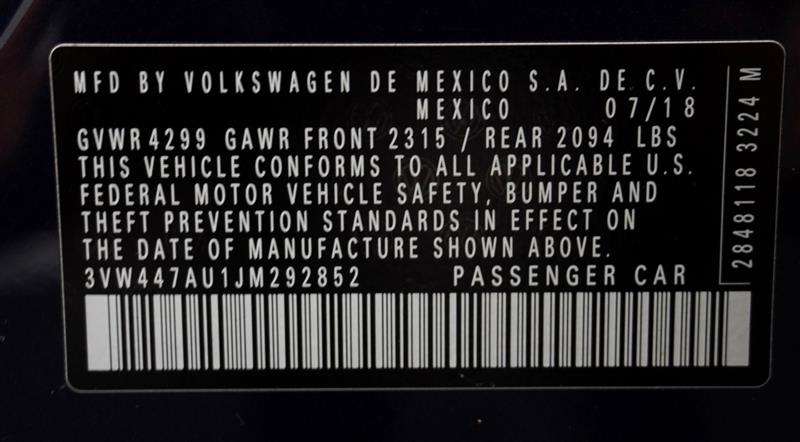 MFD BY VOLKSWAGEN DE MEXICO S.A. DE C.V.
MEXICO 07/18
GVWR 4299 GAWR FRONT 2315 / REAR 2094 LBS
THIS VEHICLE CONFORMS TO ALL APPLICABLE U.S.
FEDERAL MOTOR VEHICLE SAFETY, BUMPER AND
THEFT PREVENTION STANDARDS IN EFFECT ON
THE DATE OF MANUFACTURE SHOWN ABOVE.
3VW447AU1JM292852 PASSENGER CAR
2848118 3224 M